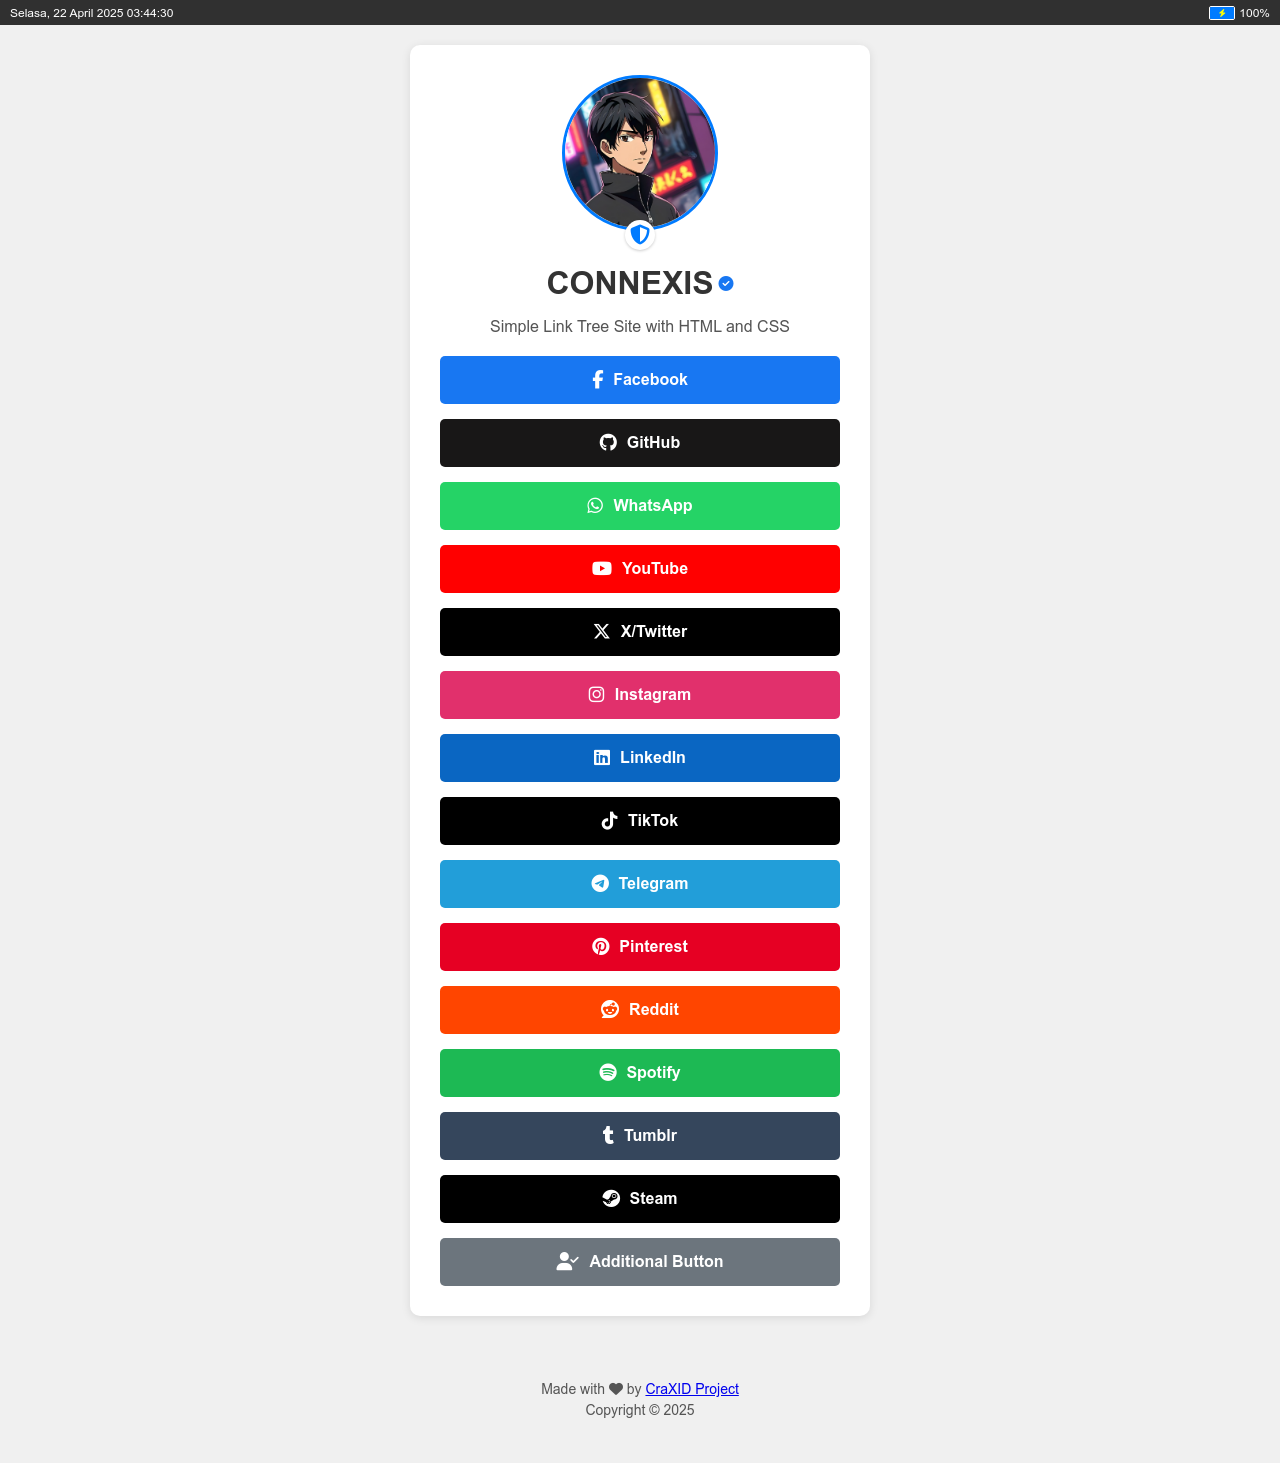 Selasa, 22 April 2025 03:44:30
100%
CONNEXIS
Simple Link Tree Site with HTML and CSS
Facebook
GitHub
WhatsApp
YouTube
X/Twitter
Instagram
LinkedIn
TikTok
Telegram
Pinterest
Reddit
Spotify
Tumblr
Steam
Additional Button
Made with by CraXID Project
Copyright © 2025